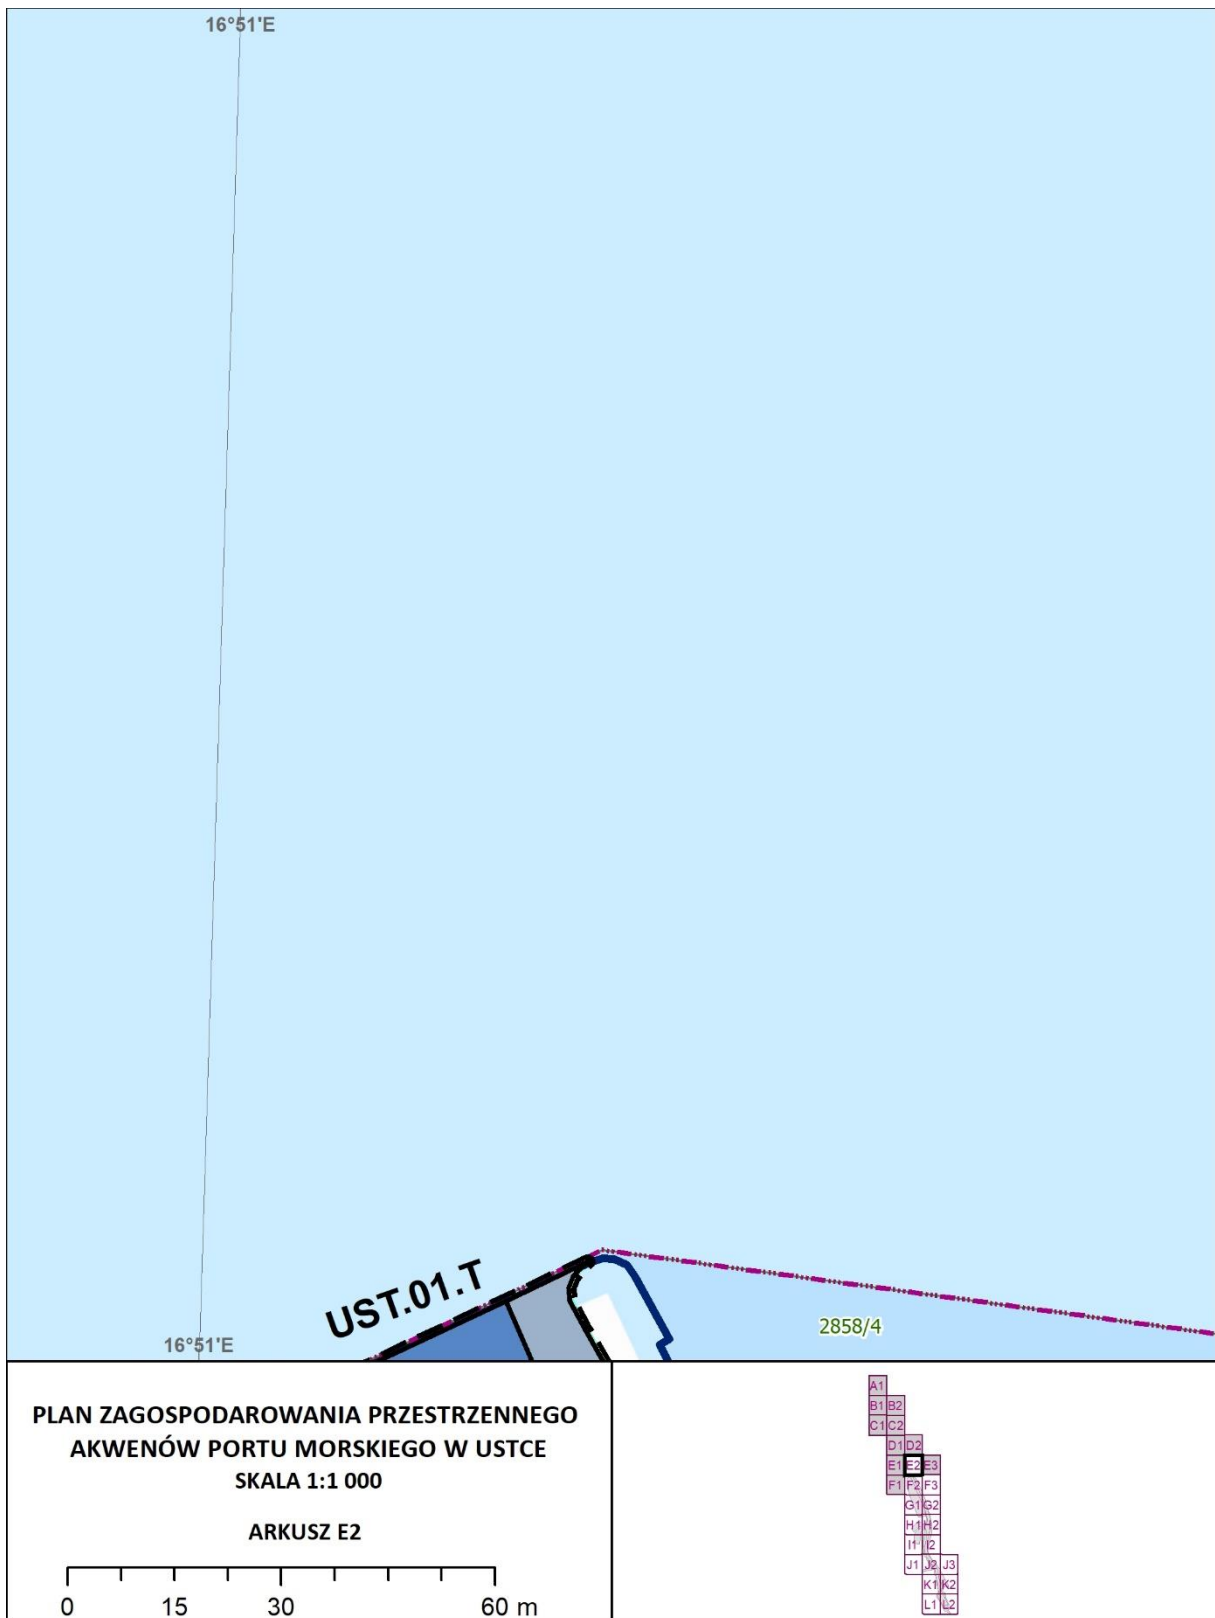 16°51'E
UST.01.T
2858/4
16°51'E
PLAN ZAGOSPODAROWANIA PRZESTRZENNEGO
AKWENÓW PORTU MORSKIEGO W USTCE
SKALA 1:1 000
ARKUSZ E2
0 15 30 60 m
A1
B1 B2
C1 C2
D1 D2
E1 E2 E3
F1 F2 F3
G1 G2
H1 H2
I1 I2
J1 J2 J3
K1 K2
L1 L2